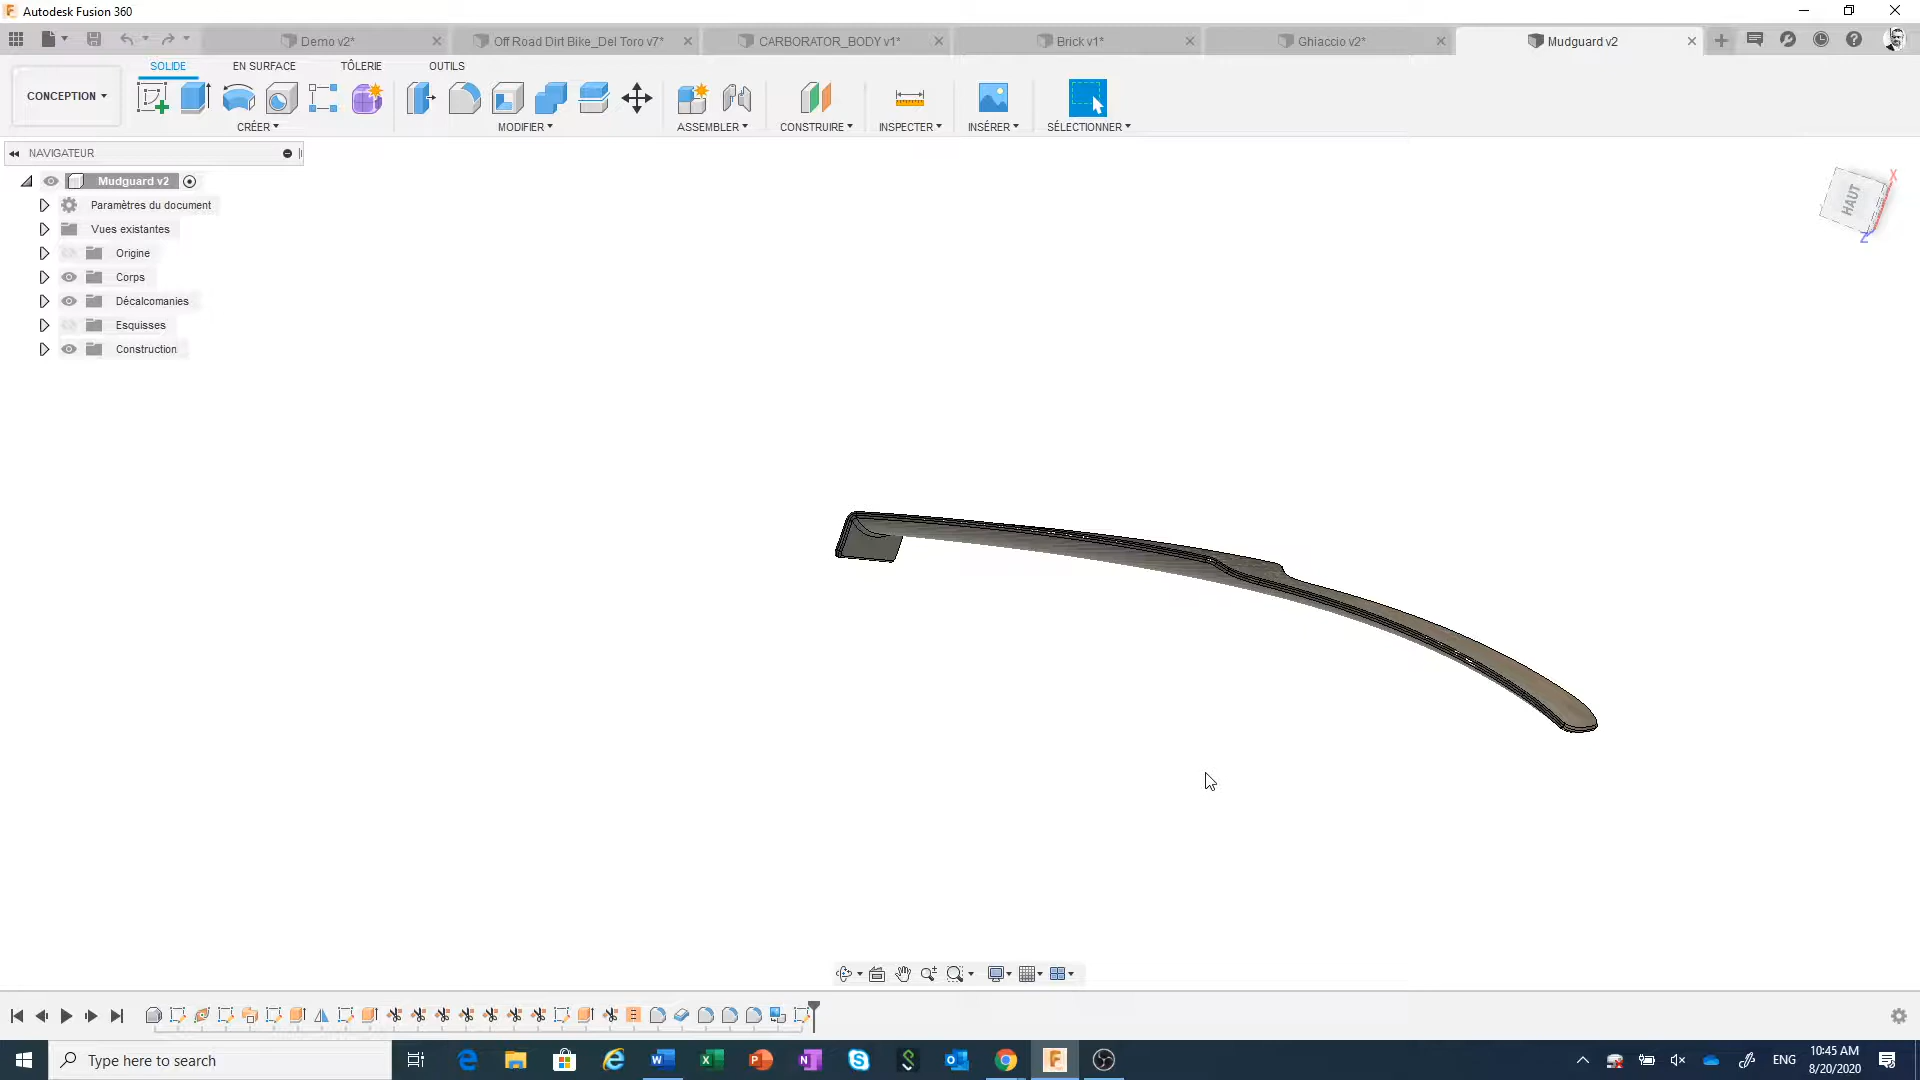 Autodesk Fusion 360
Demo v2*
Off Road Dirt Bike_Del Toro v7*
CARBORATOR_BODY v1*
Brick v1*
Ghiaccio v2*
Mudguard v2
CONCEPTION
SOLIDE
EN SURFACE
TÔLERIE
OUTILS
CRÉER
MODIFIER
ASSEMBLER
CONSTRUIRE
INSPECTER
INSÉRER
SÉLECTIONNER
NAVIGATEUR
Mudguard v2
Paramètres du document
Vues existantes
Origine
Corps
Décalcomanies
Esquisses
Construction
HAUT
X
Z
Type here to search
ENG
10:45 AM
8/20/2020